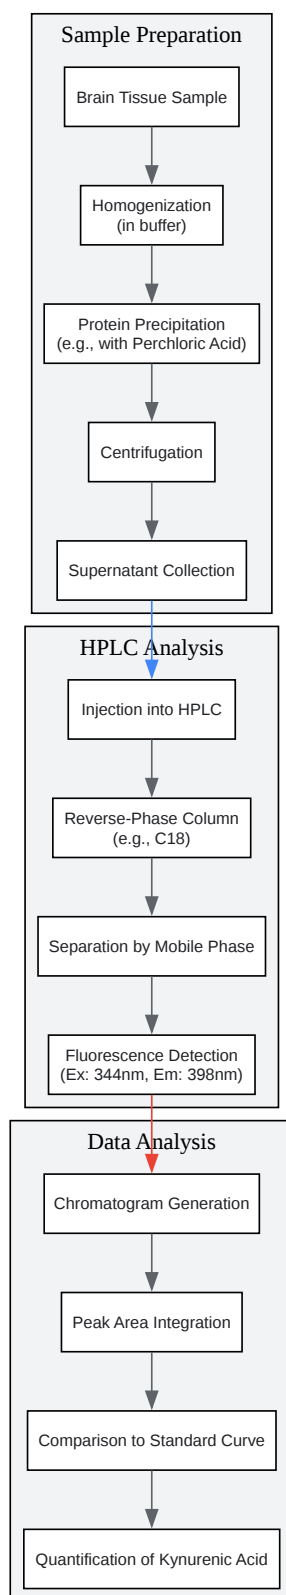 Sample Preparation
Brain Tissue Sample
Homogenization
(in buffer)
Protein Precipitation
(e.g., with Perchloric Acid)
Centrifugation
Supernatant Collection
HPLC Analysis
Injection into HPLC
Reverse-Phase Column
(e.g., C18)
Separation by Mobile Phase
Fluorescence Detection
(Ex: 344nm, Em: 398nm)
Data Analysis
Chromatogram Generation
Peak Area Integration
Comparison to Standard Curve
Quantification of Kynurenic Acid